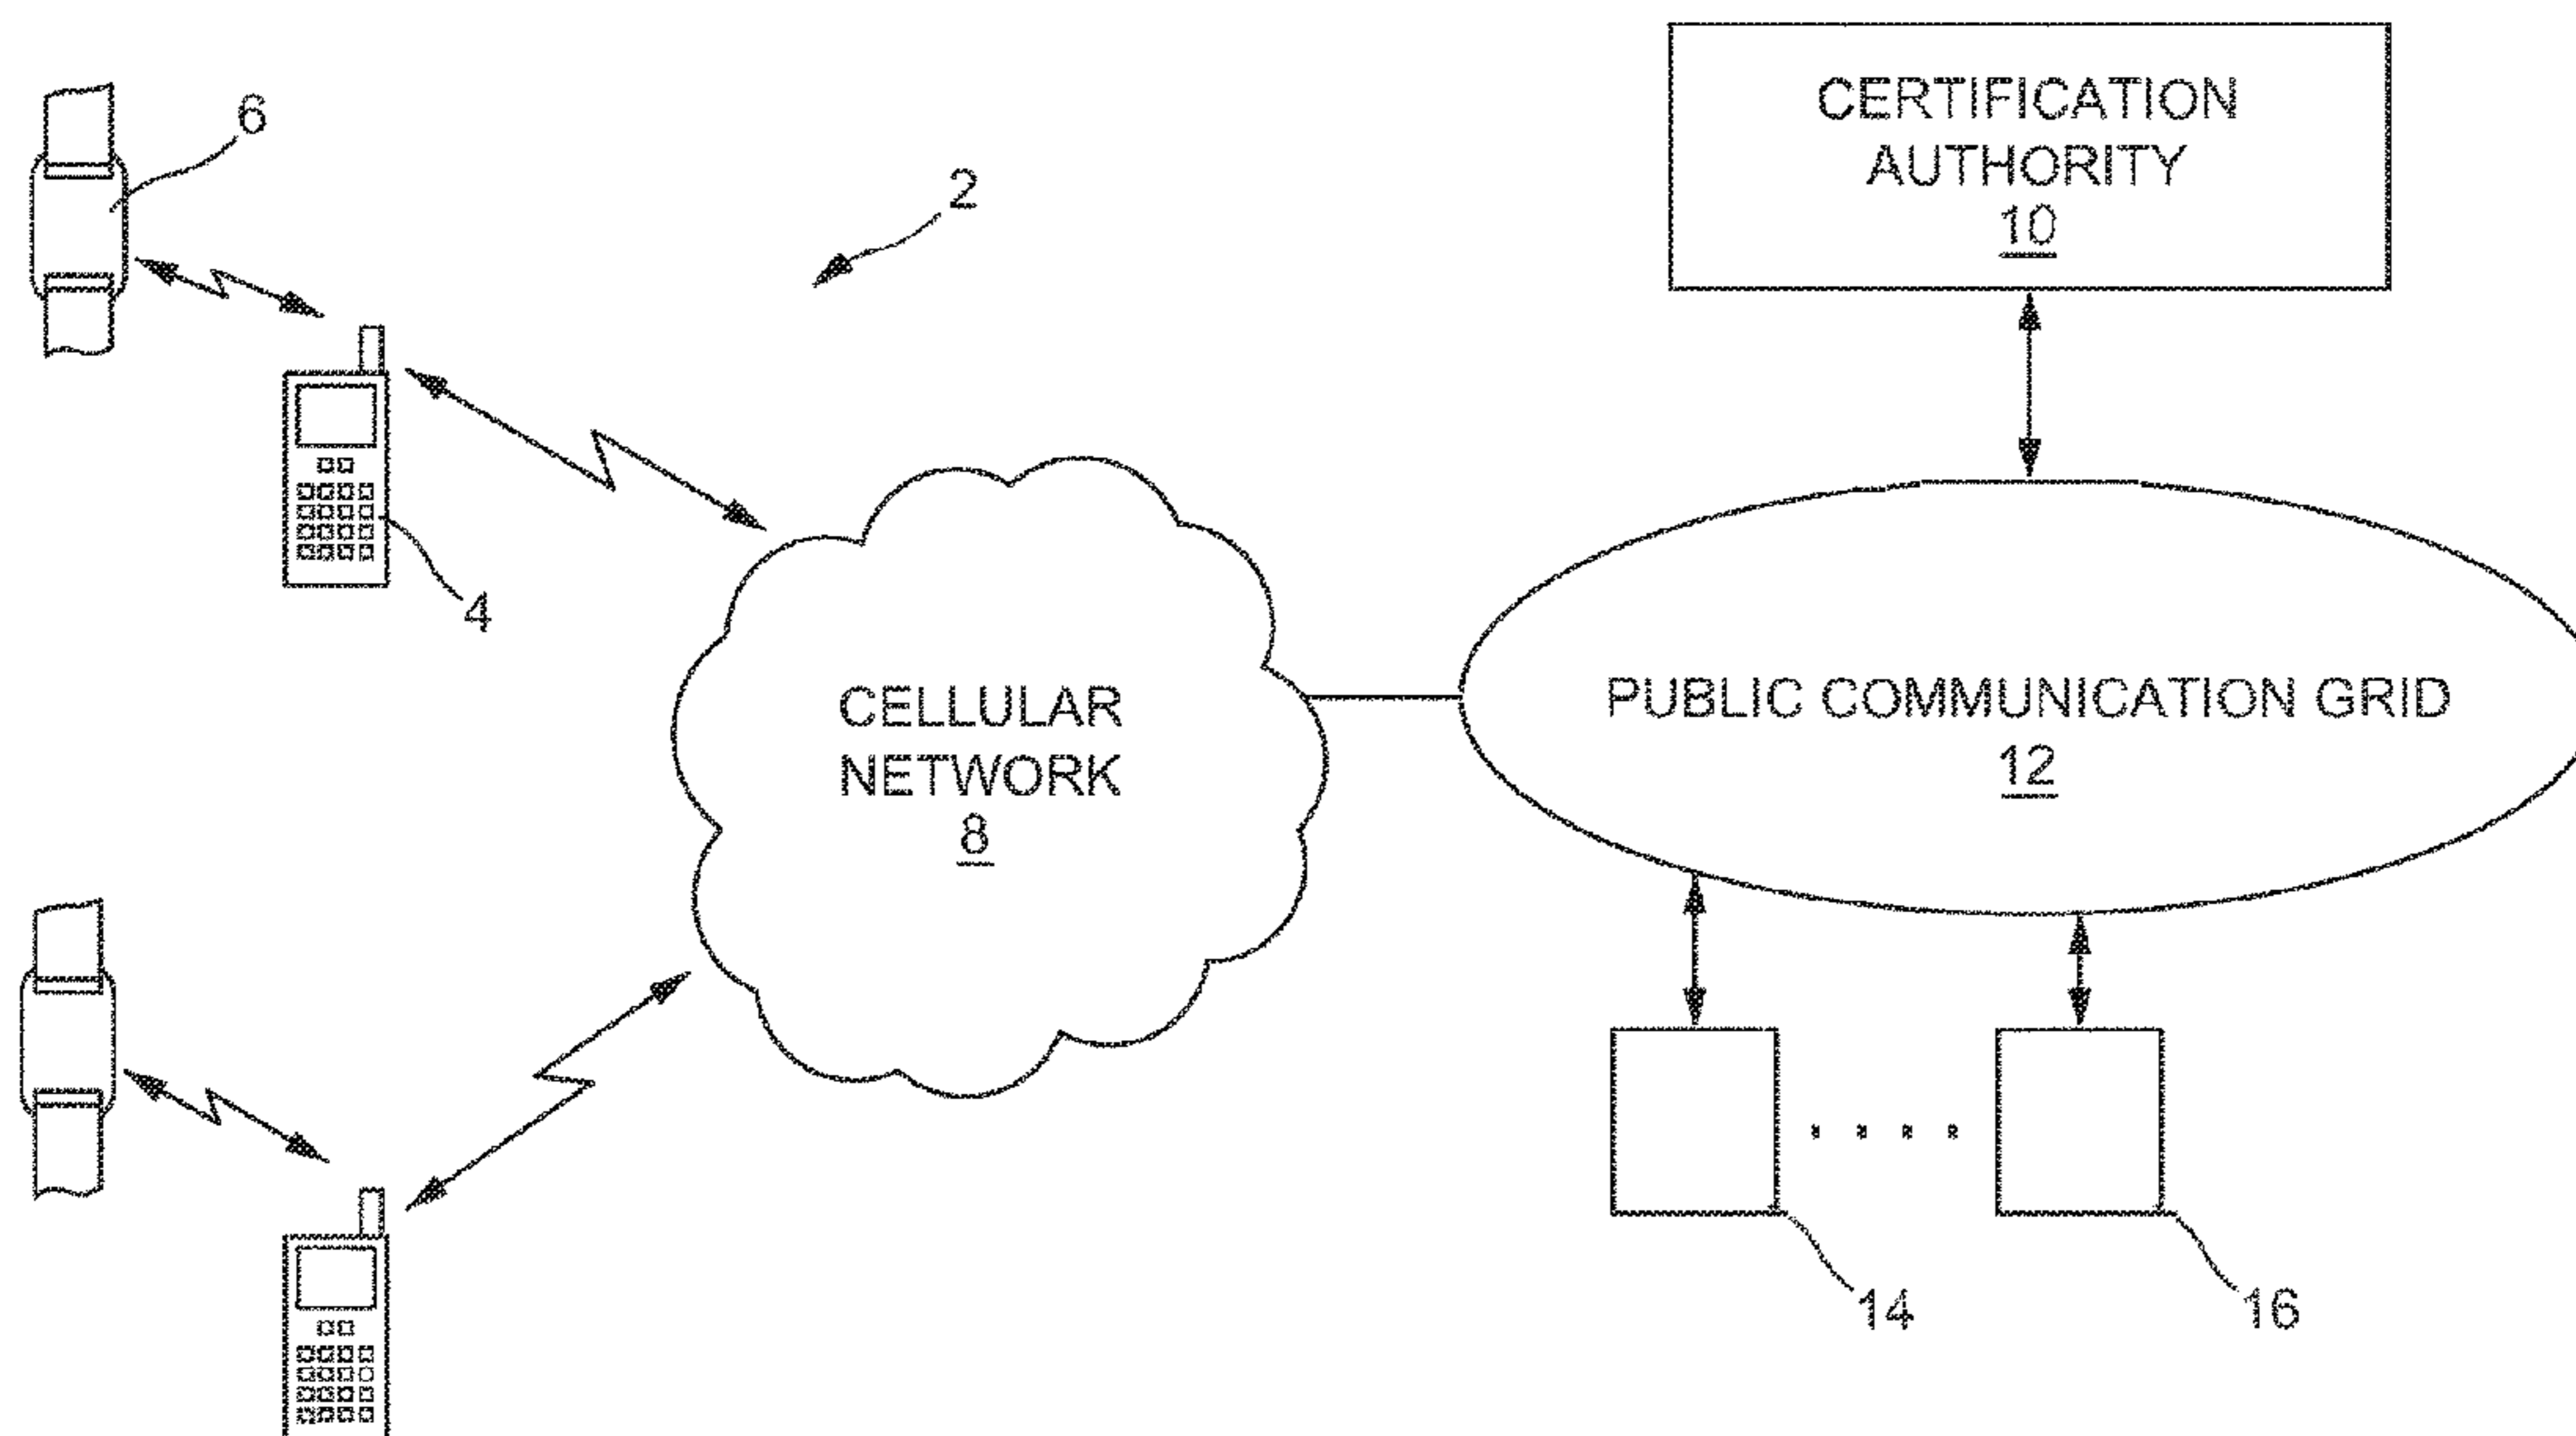 6
2
CERTIFICATION
AUTHORITY
10
4
CELLULAR
NETWORK
8
PUBLIC COMMUNICATION GRID
12
14
16